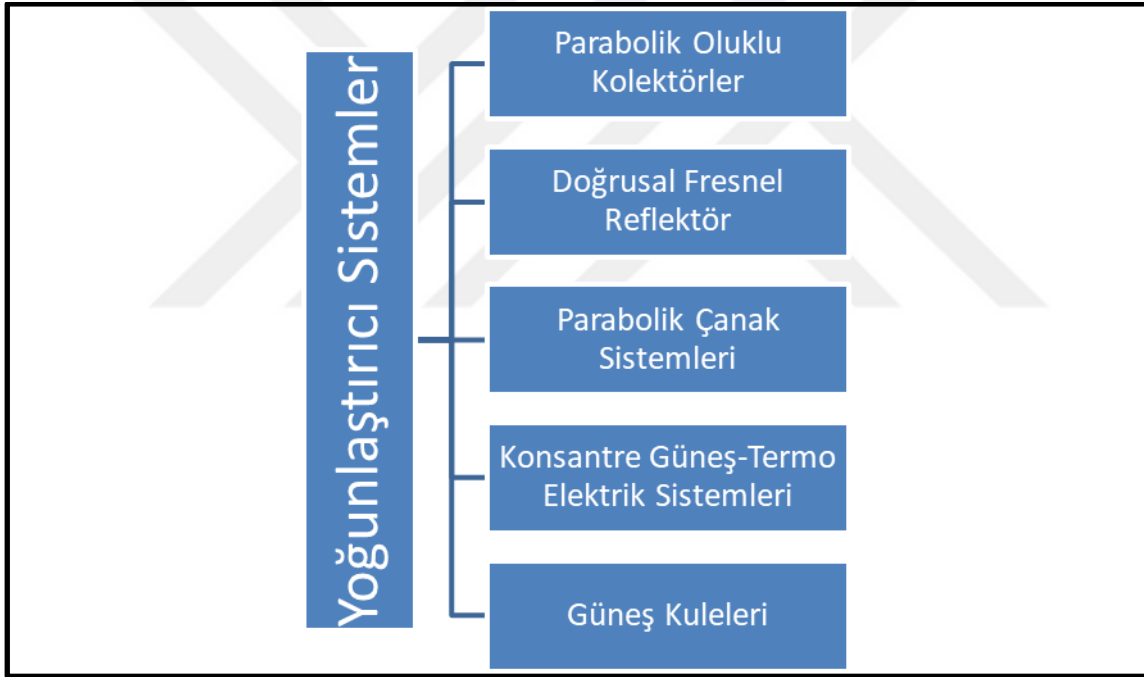 Yoğunlaştırıcı Sistemler
Parabolik Oluklu
Kolektörler
Doğrusal Fresnel
Reflektör
Parabolik Çanak
Sistemleri
Konsantre Güneş-Termo
Elektrik Sistemleri
Güneş Kuleleri